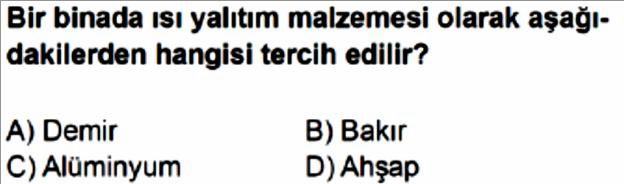 Bir binada ısı yalıtım malzemesi olarak aşağı-
dakilerden hangisi tercih edilir?
A) Demir B) Bakır
C) Alüminyum D) Ahşap